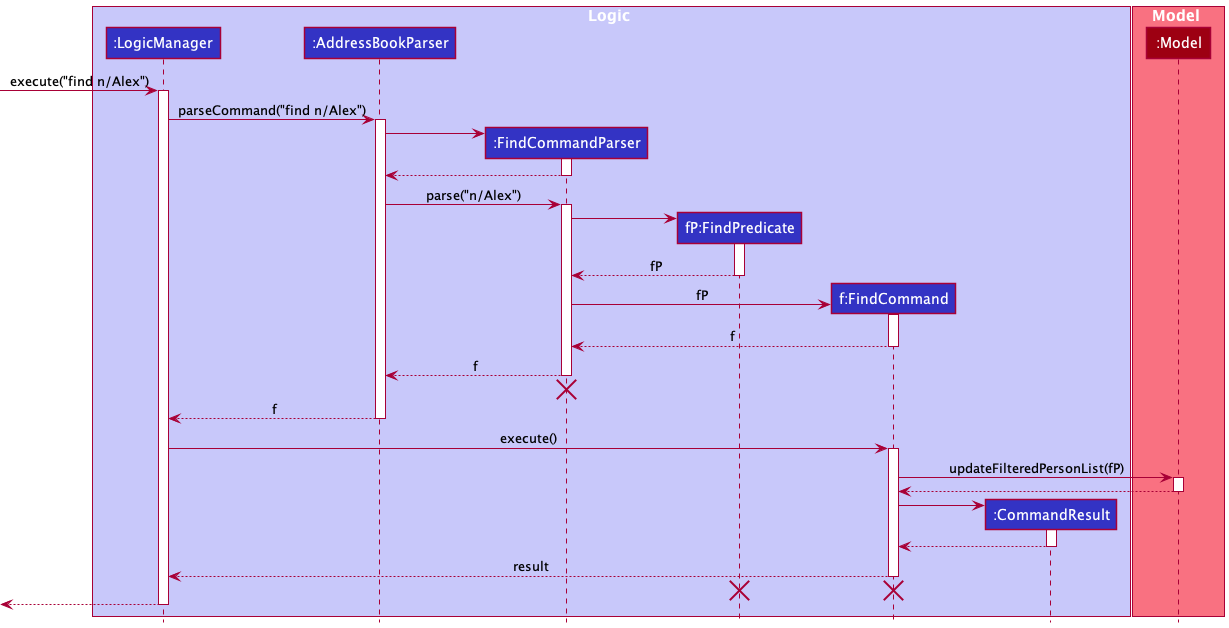 Logic
Model
:LogicManager
:AddressBookParser
:Model
execute("find n/Alex")
parseCommand("find n/Alex")
:FindCommandParser
parse("n/Alex")
fP:FindPredicate
fP
fP
f:FindCommand
f
f
f
execute()
updateFilteredPersonList(fP)
:CommandResult
result